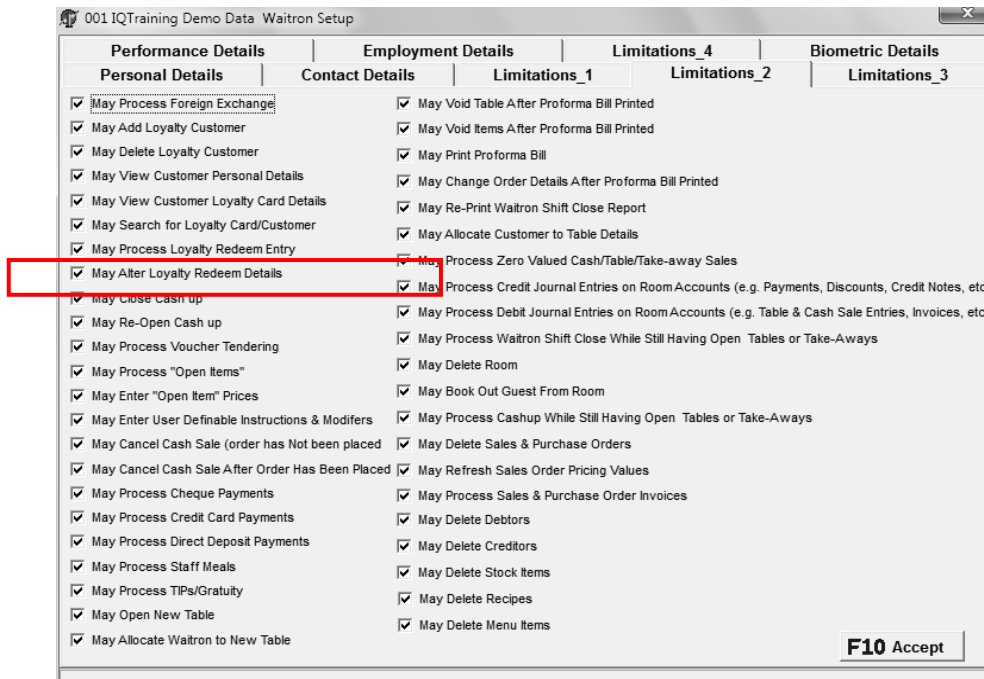 001 IQTraining Demo Data  Waitron Setup
Performance Details
Employment Details
Limitations_4
Biometric Details
Personal Details
Contact Details
Limitations_1
Limitations_2
Limitations_3
May Process Foreign Exchange
May Add Loyalty Customer
May Delete Loyalty Customer
May View Customer Personal Details
May View Customer Loyalty Card Details
May Search for Loyalty Card/Customer
May Process Loyalty Redeem Entry
May Alter Loyalty Redeem Details
May Close Cash up
May Re-Open Cash up
May Process Voucher Tendering
May Process "Open Items"
May Enter "Open Item" Prices
May Enter User Definable Instructions & Modifers
May Cancel Cash Sale (order has Not been placed
May Cancel Cash Sale After Order Has Been Placed
May Process Cheque Payments
May Process Credit Card Payments
May Process Direct Deposit Payments
May Process Staff Meals
May Process TIPs/Gratuity
May Open New Table
May Allocate Waitron to New Table
May Void Table After Proforma Bill Printed
May Void Items After Proforma Bill Printed
May Print Proforma Bill
May Change Order Details After Proforma Bill Printed
May Re-Print Waitron Shift Close Report
May Allocate Customer to Table Details
May Process Zero Valued Cash/Table/Take-away Sales
May Process Credit Journal Entries on Room Accounts (e.g. Payments, Discounts, Credit Notes, etc
May Process Debit Journal Entries on Room Accounts (e.g. Table & Cash Sale Entries, Invoices, etc
May Process Waitron Shift Close While Still Having Open  Tables or Take-Aways
May Delete Room
May Book Out Guest From Room
May Process Cashup While Still Having Open  Tables or Take-Aways
May Delete Sales & Purchase Orders
May Refresh Sales Order Pricing Values
May Process Sales & Purchase Order Invoices
May Delete Debtors
May Delete Creditors
May Delete Stock Items
May Delete Recipes
May Delete Menu Items
F10 Accept